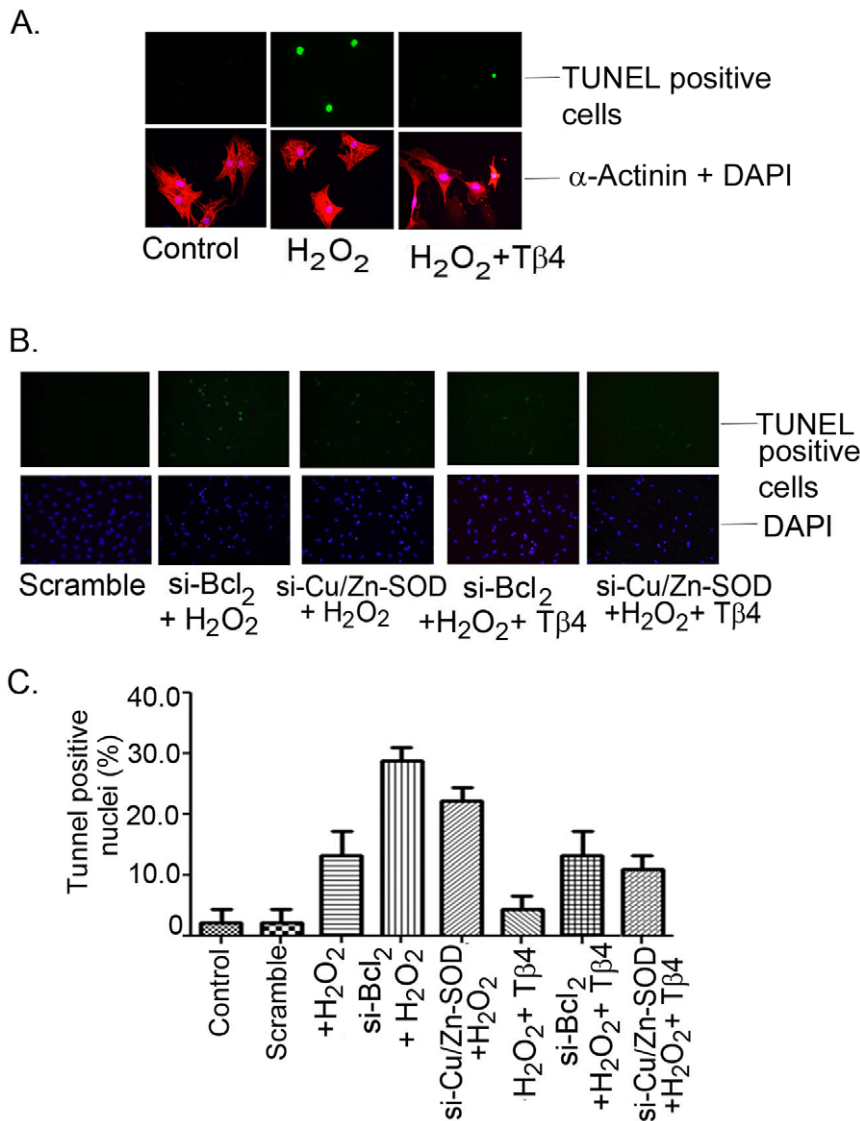 A.
TUNEL positive
cells
α-Actinin + DAPI
Control
H2O2
H2O2+Tβ4
B.
TUNEL
positive
cells
DAPI
Scramble
si-Bcl2
+ H2O2
si-Cu/Zn-SOD
+ H2O2
si-Bcl2
+H2O2+ Tβ4
si-Cu/Zn-SOD
+H2O2+ Tβ4
C.
Tunnel positive
nuclei (%)
40.0
30.0
20.0
10.0
0
Control
Scramble
+H2O2
si-Bcl2
+ H2O2
si-Cu/Zn-SOD
+H2O2
H2O2+ Tβ4
si-Bcl2
+H2O2+ Tβ4
si-Cu/Zn-SOD
+H2O2+ Tβ4